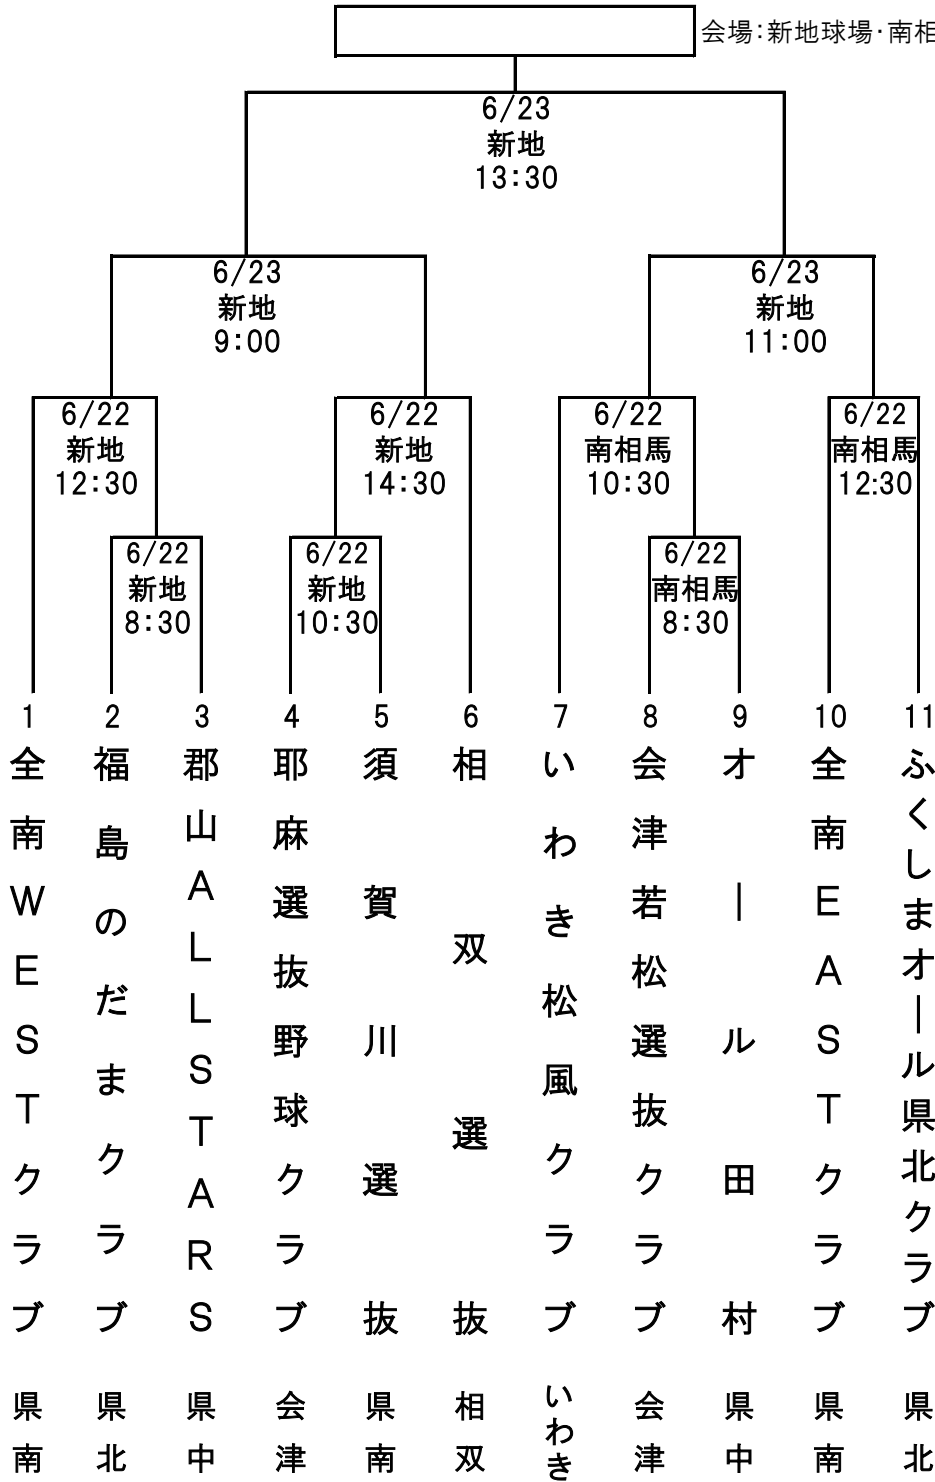 会場：新地球場・南相
6/23
新地
13：30
6/23
新地
9：00
6/23
新地
11：00
6/22
新地
12：30
6/22
新地
14：30
6/22
南相馬
10：30
6/22
南相馬
12:30
6/22
新地
8：30
6/22
新地
10：30
6/22
南相馬
8：30
1
2
3
4
5
6
7
8
9
10
11
全南ＷＥＳＴクラブ
福島のだまクラブ
郡山ＡＬＬＳＴＡＲＳ
耶麻選抜野球クラブ
須賀川選抜
相双選抜
いわき松風クラブ
会津若松選抜クラブ
オール田村
全南ＥＡＳＴクラブ
ふくしまオール県北クラブ
県南
県北
県中
会津
県南
相双
いわき
会津
県中
県南
県北